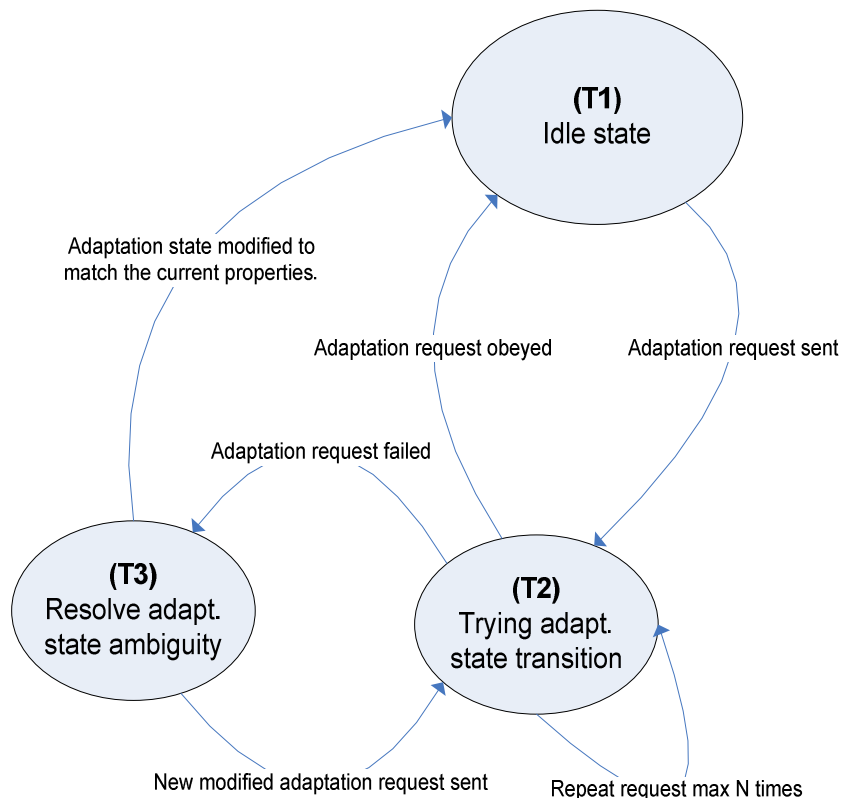 (T1)
Idle state
Adaptation state modified to
match the current properties.
Adaptation request obeyed
Adaptation request sent
Adaptation request failed
(T3)
Resolve adapt.
state ambiguity
(T2)
Trying adapt.
state transition
New modified adaptation request sent
Repeat request max N times